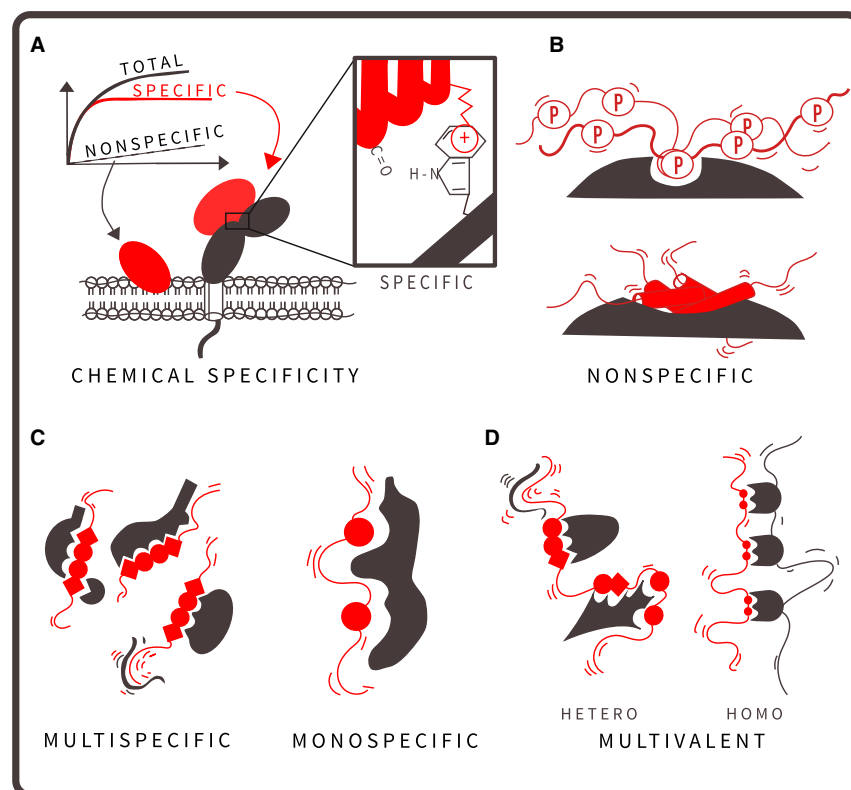 A
TOTAL
SPECIFIC
NONSPECIFIC
C=O
H-N
+
SPECIFIC
CHEMICAL SPECIFICITY
B
P
P
P
P
P
P
P
NONSPECIFIC
C
MULTISPECIFIC
MONOSPECIFIC
D
HETERO
HOMO
MULTIVALENT